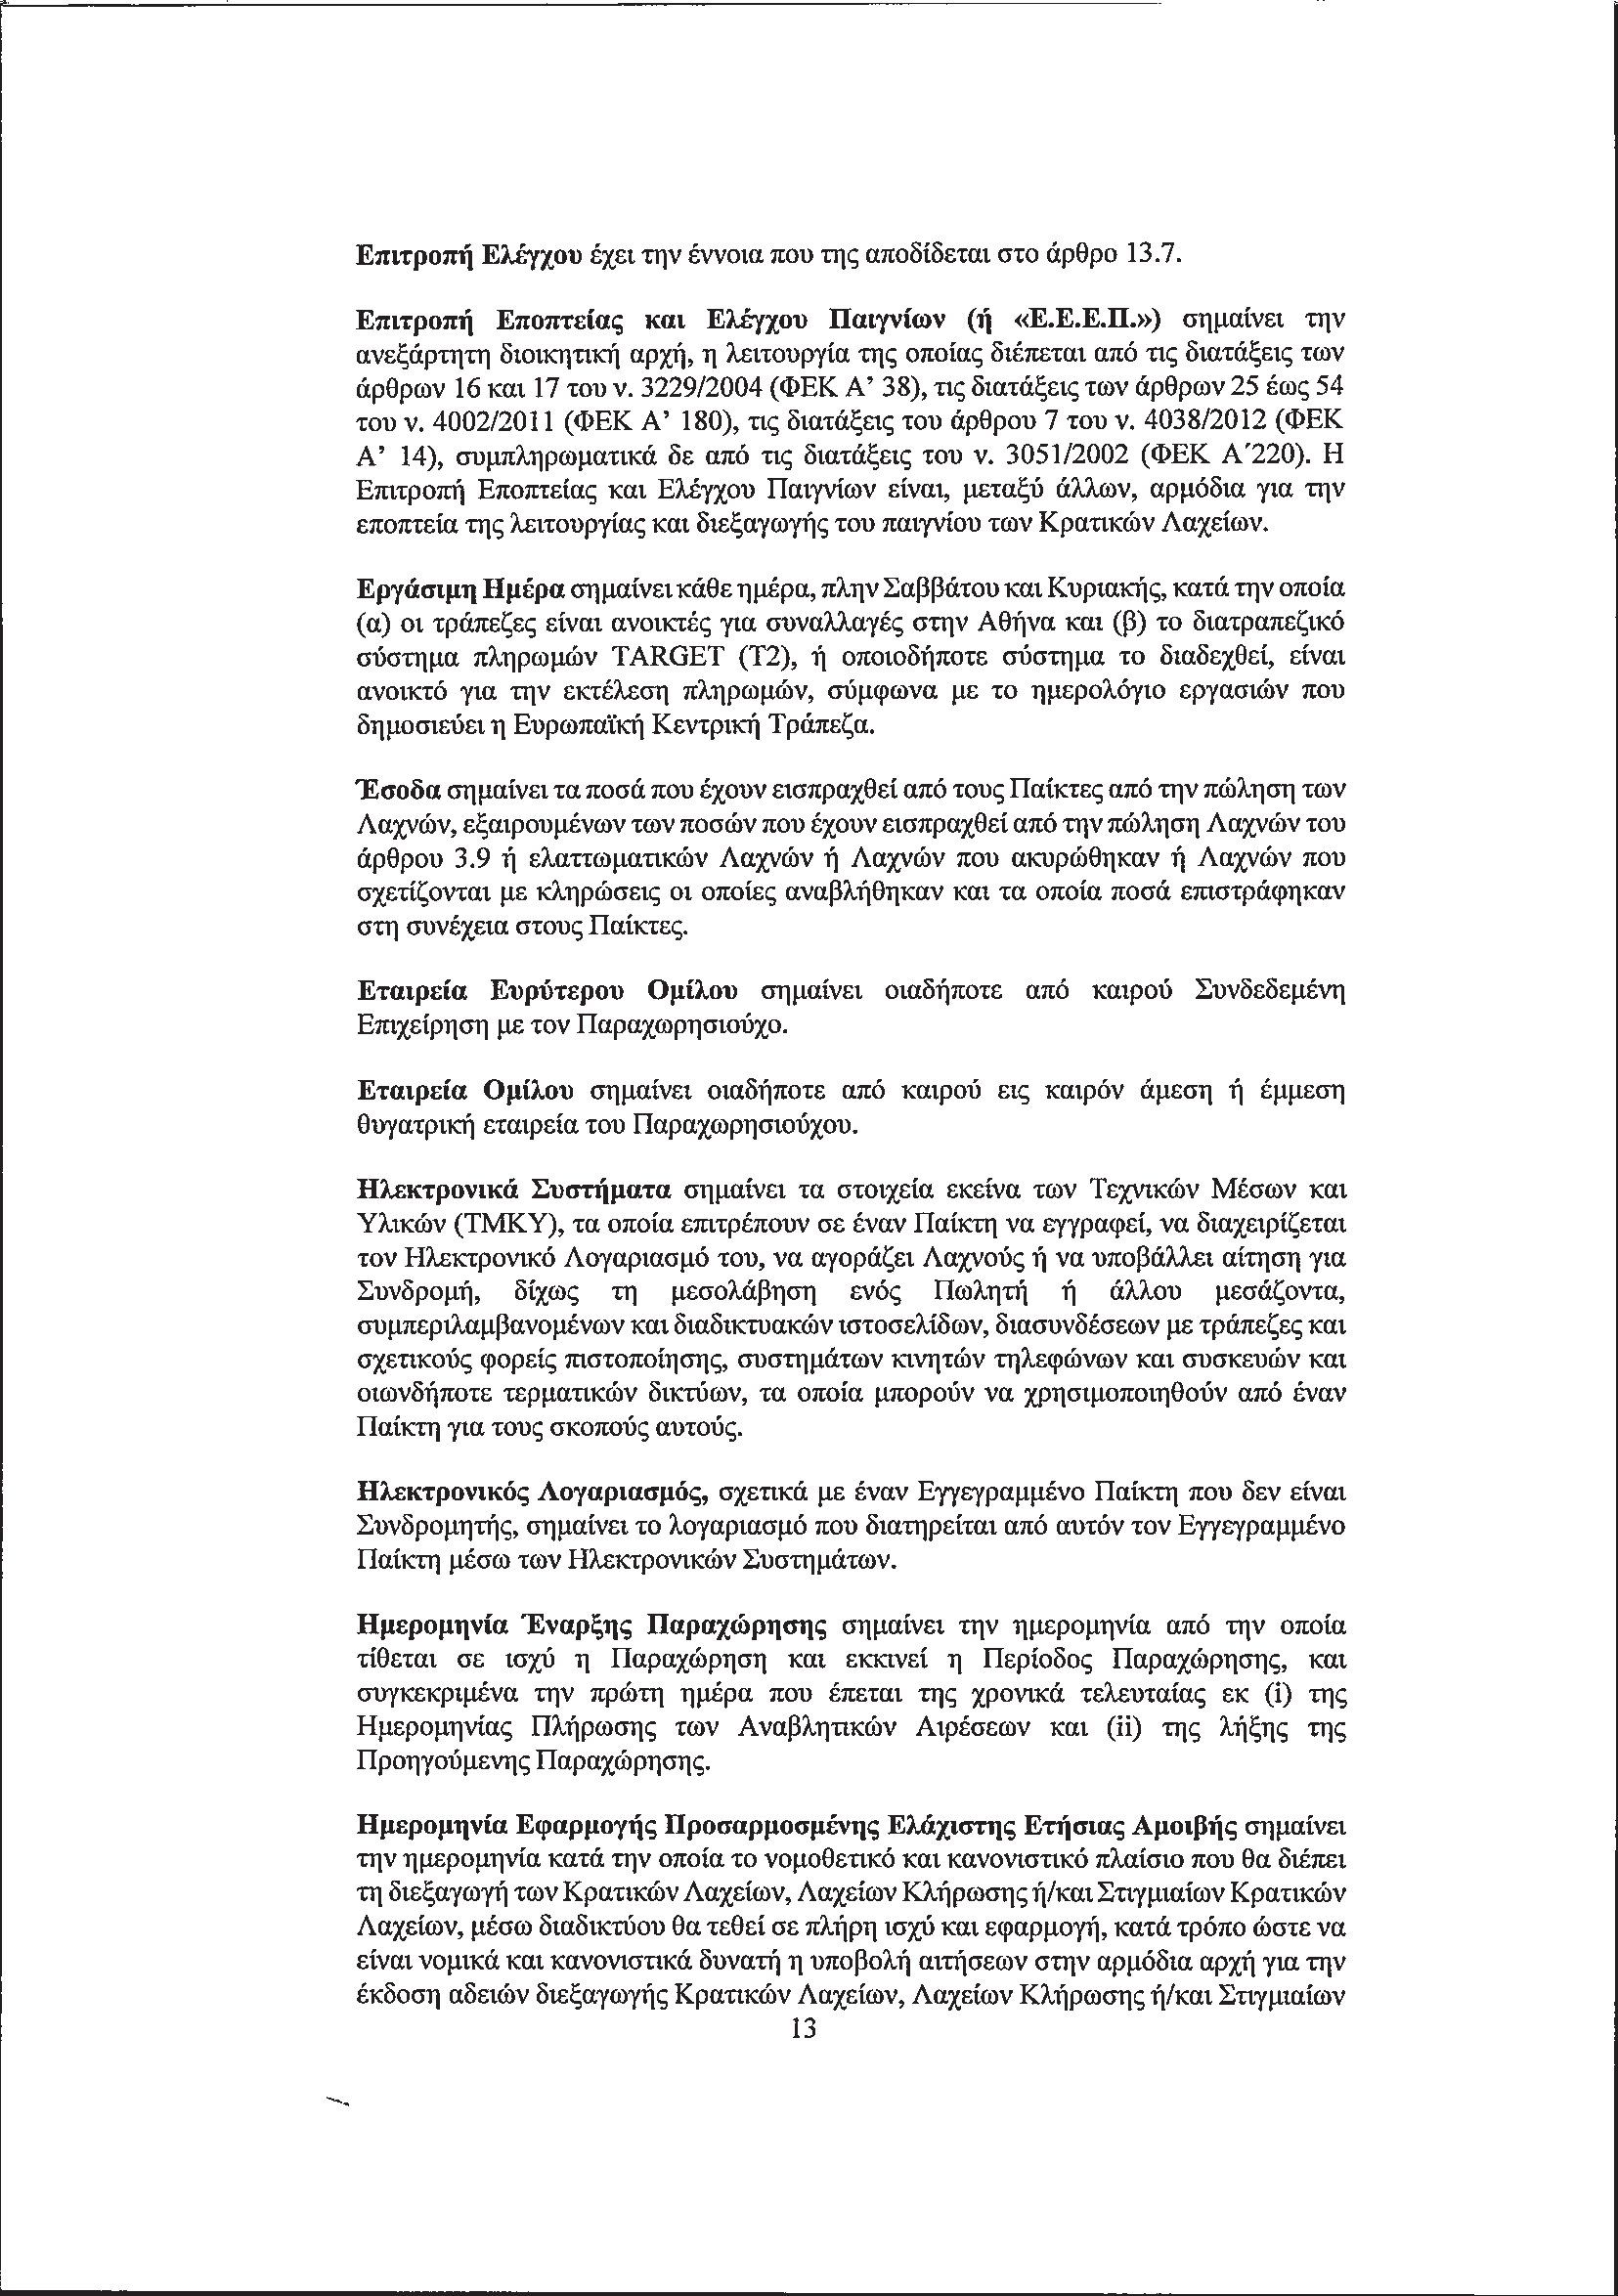 Επιτροπή Ελέγχου έχει την έννοια που της αποδίδεται στο άρθρο 13.7.
Επιτροπή Εποπτείας και Ελέγχου Παιγνίων (ή «Ε.Ε.Ε.Π.») σημαίνει την
ανεξάρτητη διοικητική αρχή, η λειτουργία της οποίας διέπεται από τις διατάξεις των
άρθρων 16 και 17 του ν. 3229/2004 (ΦΕΚ Α’ 38), τις διατάξεις των άρθρων 25 έως 54
του ν. 4002/2011 (ΦΕΚ Α’ 180), τις διατάξεις του άρθρου 7 του ν. 4038/2012 (ΦΕΚ
Α’ 14), συμπληρωματικά δε από τις διατάξεις του ν. 3051/2002 (ΦΕΚ Α΄220). Η
Επιτροπή Εποπτείας και Ελέγχου Παιγνίων είναι, μεταξύ άλλων, αρμόδια για την
εποπτεία της λειτουργίας και διεξαγωγής του παιγνίου των Κρατικών Λαχείων.
Εργάσιμη Ημέρα σημαίνει κάθε ημέρα, πλην Σαββάτου και Κυριακής, κατά την οποία
(α) οι τράπεζες είναι ανοικτές για συναλλαγές στην Αθήνα και (β) το διατραπεζικό
σύστημα πληρωμών TARGET (T2), ή οποιοδήποτε σύστημα το διαδεχθεί, είναι
ανοικτό για την εκτέλεση πληρωμών, σύμφωνα με το ημερολόγιο εργασιών που
δημοσιεύει η Ευρωπαϊκή Κεντρική Τράπεζα.
Έσοδα σημαίνει τα ποσά που έχουν εισπραχθεί από τους Παίκτες από την πώληση των
Λαχνών, εξαιρουμένων των ποσών που έχουν εισπραχθεί από την πώληση Λαχνών του
άρθρου 3.9 ή ελαττωματικών Λαχνών ή Λαχνών που ακυρώθηκαν ή Λαχνών που
σχετίζονται με κληρώσεις οι οποίες αναβλήθηκαν και τα οποία ποσά επιστράφηκαν
στη συνέχεια στους Παίκτες.
Εταιρεία Ευρύτερου Ομίλου σημαίνει οιαδήποτε από καιρού Συνδεδεμένη
Επιχείρηση με τον Παραχωρησιούχο.
Εταιρεία Ομίλου σημαίνει οιαδήποτε από καιρού εις καιρόν άμεση ή έμμεση
θυγατρική εταιρεία του Παραχωρησιούχου.
Ηλεκτρονικά Συστήματα σημαίνει τα στοιχεία εκείνα των Τεχνικών Μέσων και
Υλικών (ΤΜΚΥ), τα οποία επιτρέπουν σε έναν Παίκτη να εγγραφεί, να διαχειρίζεται
τον Ηλεκτρονικό Λογαριασμό του, να αγοράζει Λαχνούς ή να υποβάλλει αίτηση για
Συνδρομή, δίχως τη μεσολάβηση ενός Πωλητή ή άλλου μεσάζοντα,
συμπεριλαμβανομένων και διαδικτυακών ιστοσελίδων, διασυνδέσεων με τράπεζες και
σχετικούς φορείς πιστοποίησης, συστημάτων κινητών τηλεφώνων και συσκευών και
οιωνδήποτε τερματικών δικτύων, τα οποία μπορούν να χρησιμοποιηθούν από έναν
Παίκτη για τους σκοπούς αυτούς.
Ηλεκτρονικός Λογαριασμός, σχετικά με έναν Εγγεγραμμένο Παίκτη που δεν είναι
Συνδρομητής, σημαίνει το λογαριασμό που διατηρείται από αυτόν τον Εγγεγραμμένο
Παίκτη μέσω των Ηλεκτρονικών Συστημάτων.
Ημερομηνία Έναρξης Παραχώρησης σημαίνει την ημερομηνία από την οποία
τίθεται σε ισχύ η Παραχώρηση και εκκινεί η Περίοδος Παραχώρησης, και
συγκεκριμένα την πρώτη ημέρα που έπεται της χρονικά τελευταίας εκ (i) της
Ημερομηνίας Πλήρωσης των Αναβλητικών Αιρέσεων και (ii) της λήξης της
Προηγούμενης Παραχώρησης.
Ημερομηνία Εφαρμογής Προσαρμοσμένης Ελάχιστης Ετήσιας Αμοιβής σημαίνει
την ημερομηνία κατά την οποία το νομοθετικό και κανονιστικό πλαίσιο που θα διέπει
τη διεξαγωγή των Κρατικών Λαχείων, Λαχείων Κλήρωσης ή/και Στιγμιαίων Κρατικών
Λαχείων, μέσω διαδικτύου θα τεθεί σε πλήρη ισχύ και εφαρμογή, κατά τρόπο ώστε να
είναι νομικά και κανονιστικά δυνατή η υποβολή αιτήσεων στην αρμόδια αρχή για την
έκδοση αδειών διεξαγωγής Κρατικών Λαχείων, Λαχείων Κλήρωσης ή/και Στιγμιαίων
13